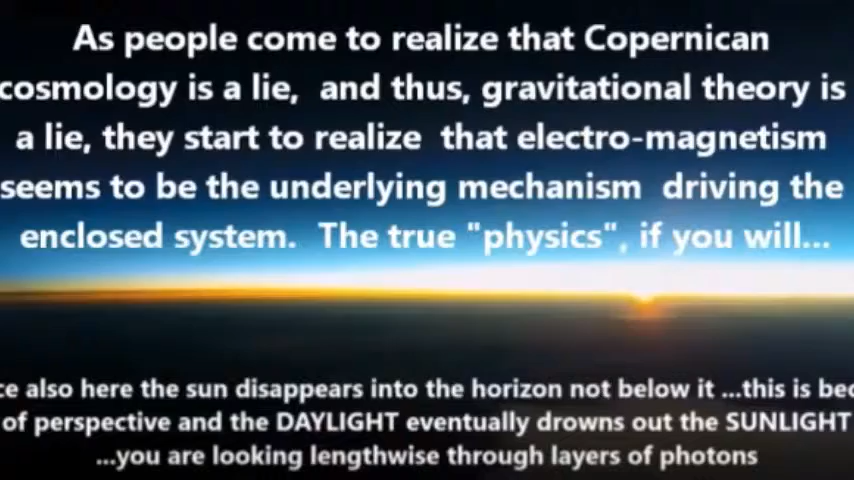 As people come to realize that Copernican
cosmology is a lie, and thus, gravitational theory is
a lie, they start to realize that electro-magnetism
seems to be the underlying mechanism driving the
enclosed system. The true "physics", if you will...
also here the sun disappears into the horizon not below it ...this is
of perspective and the DAYLIGHT eventually drowns out the SUNLIGHT
...you are looking lengthwise through layers of photons